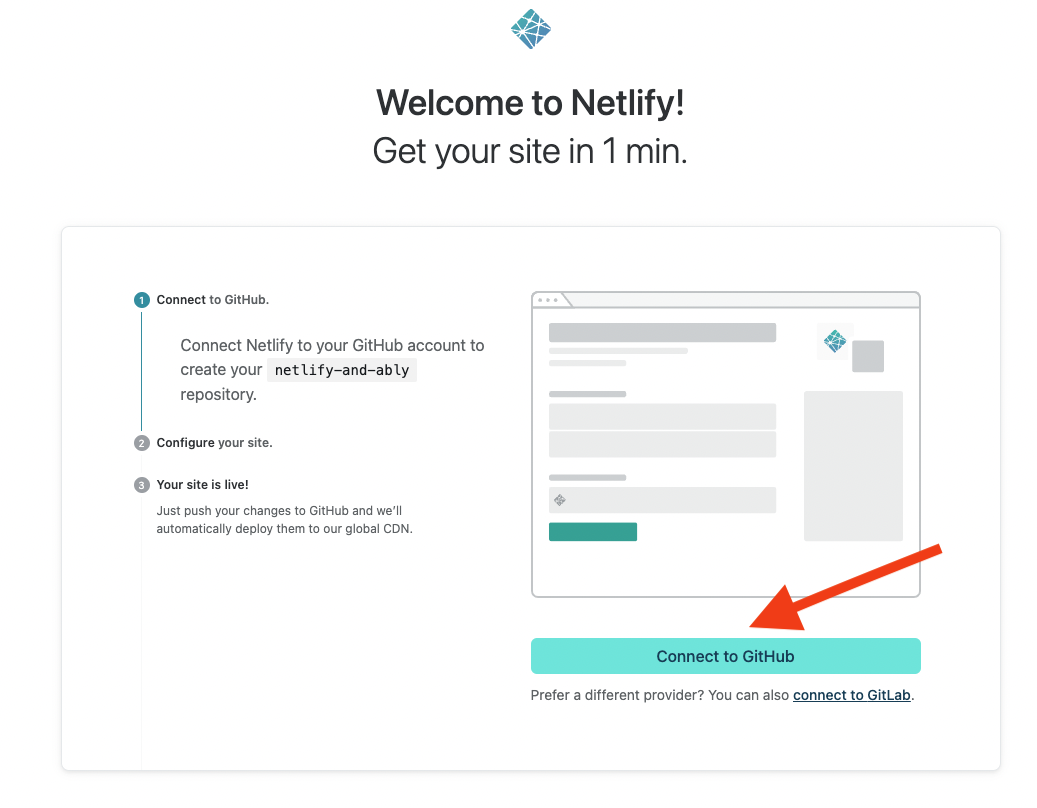 Welcome to Netlify!
Get your site in 1 min.
1 Connect to GitHub.
Connect Netlify to your GitHub account to
create your netlify-and-ably
repository.
2 Configure your site.
3 Your site is live!
Just push your changes to GitHub and we'll
automatically deploy them to our global CDN.
Connect to GitHub
Prefer a different provider? You can also connect to GitLab.